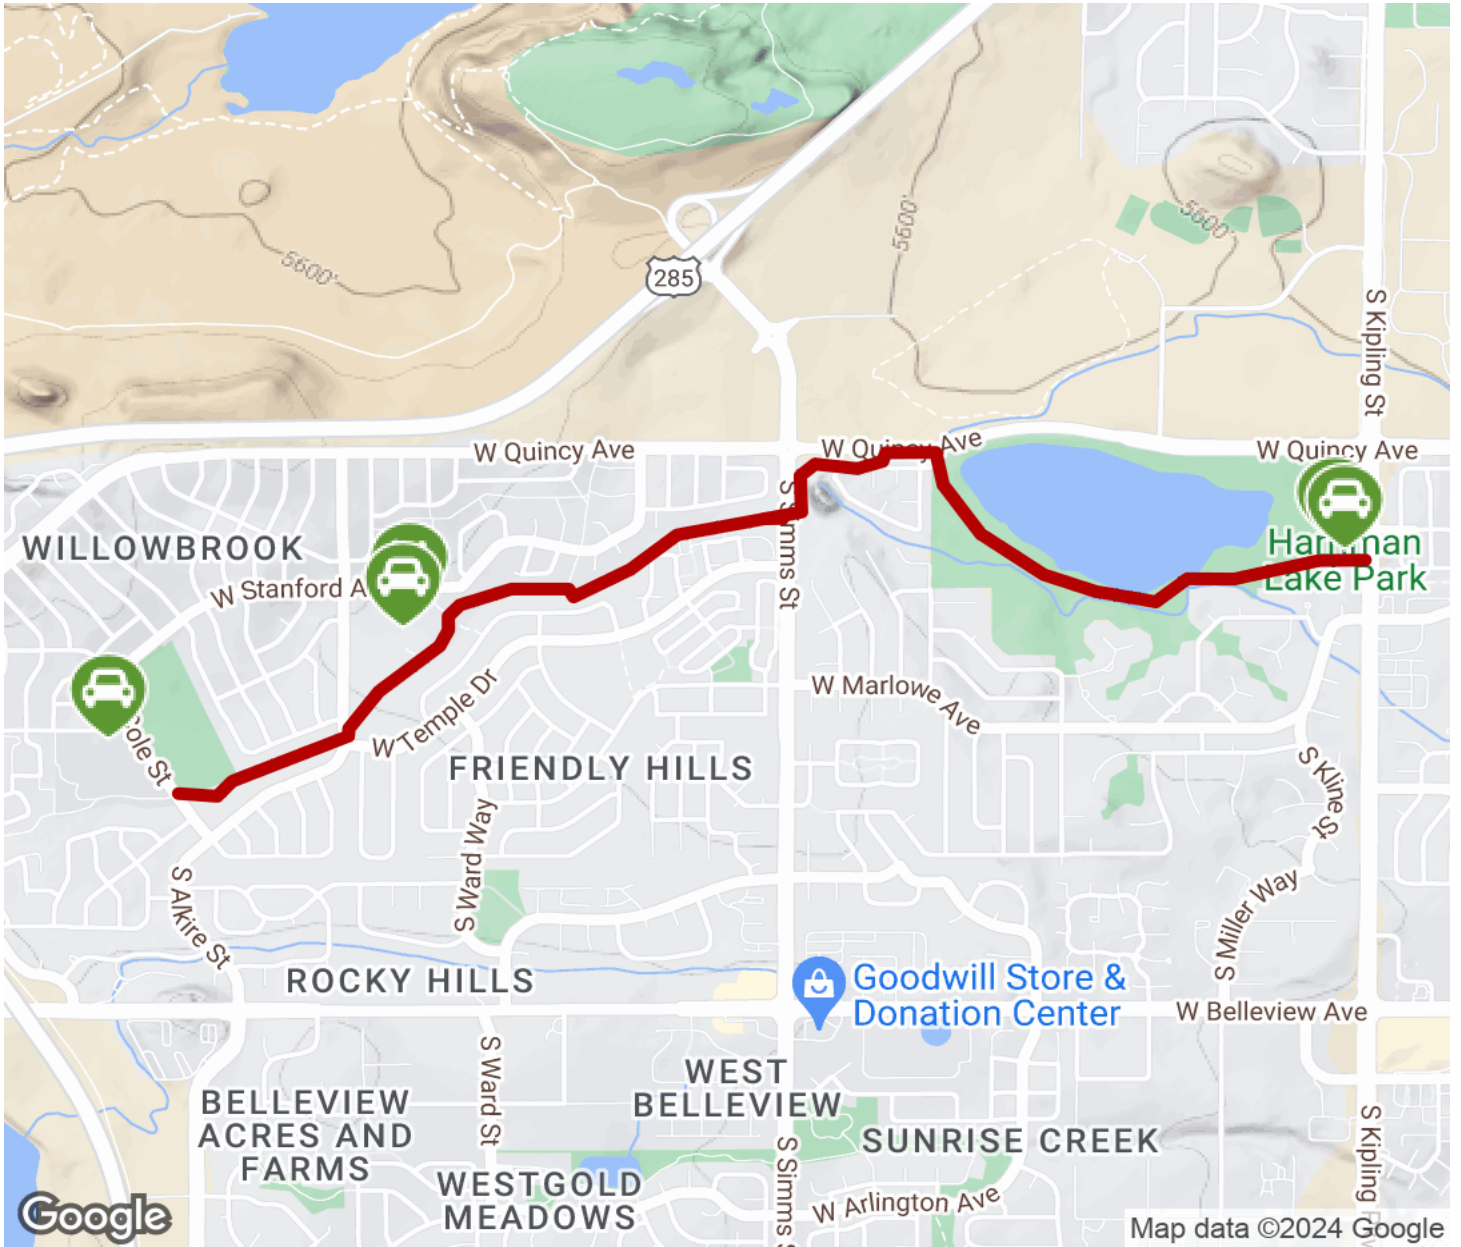 5600'
5600'
5600'
285
S Kipling St
W Quincy Ave
W Quincy Ave
W Quincy Ave
WILLOWBROOK
W Stanford A
S Simms St
Harriman
Lake Park
W Marlowe Ave
W Temple Dr
Cole St
FRIENDLY HILLS
S Kline St
S Ward Way
S Alkire St
S Miller Way
ROCKY HILLS
Goodwill Store &
Donation Center
W Belleview Ave
S Ward St
WEST
BELLEVIEW
BELLEVIEW
ACRES AND
FARMS
SUNRISE CREEK
S Simms S
S Kipling
WESTGOLD
MEADOWS
W Arlington Ave
Google
Map data ©2024 Google